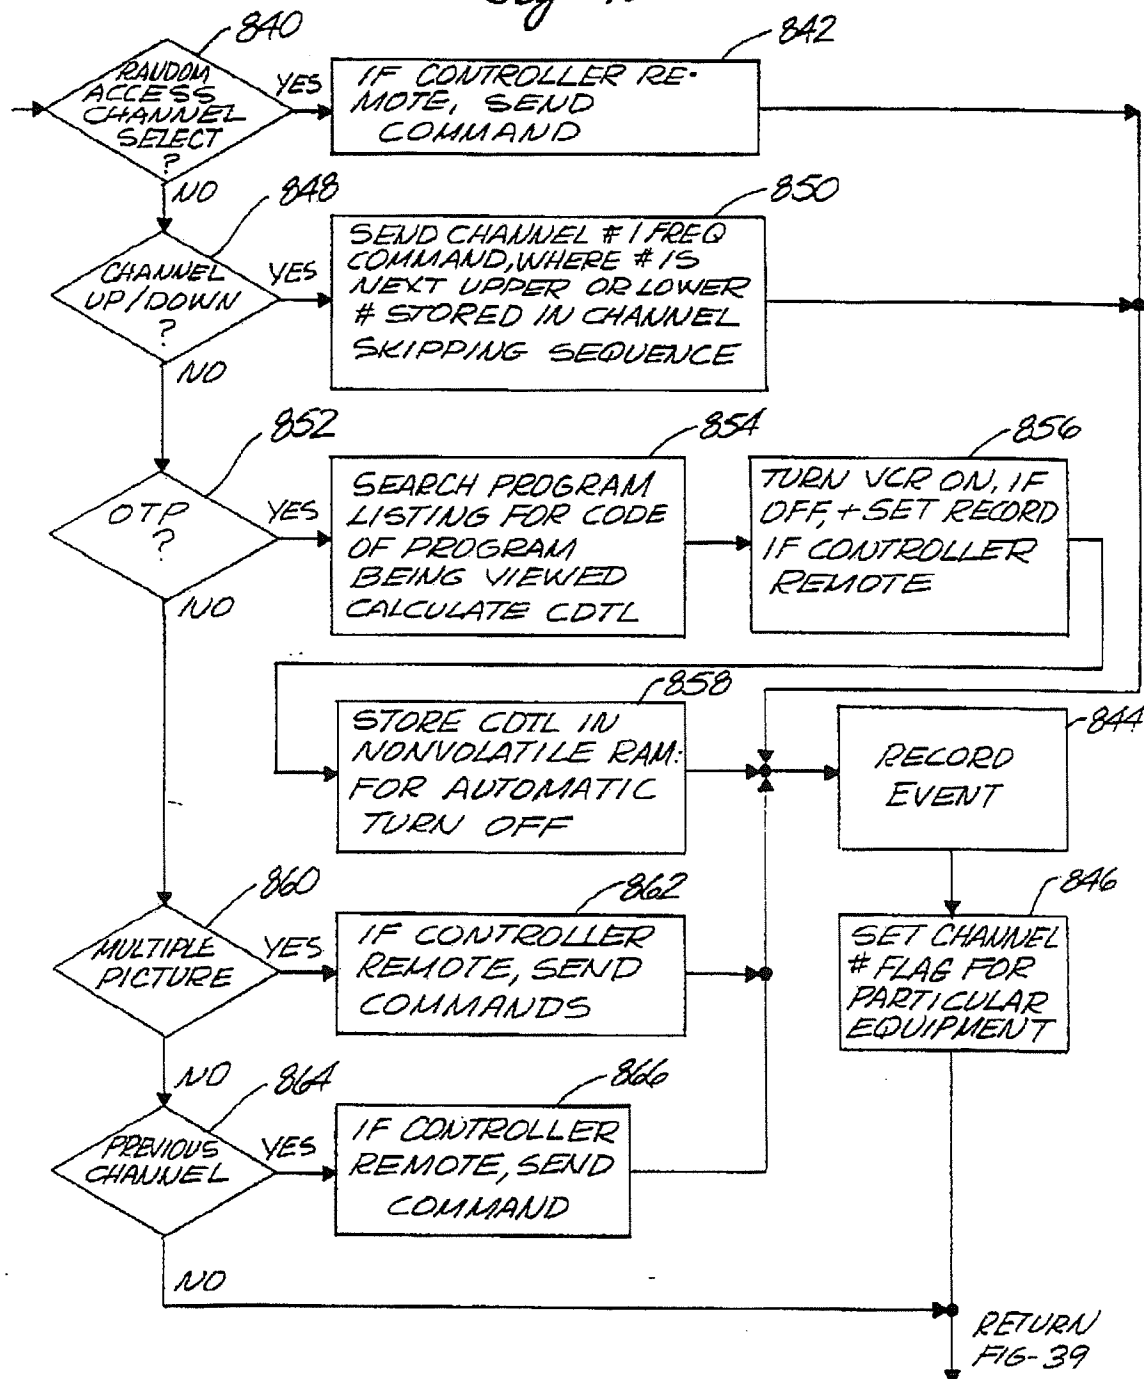 840
RANDOM
ACCESS
CHANNEL
SELECT
?
YES
NO
842
IF CONTROLLER RE-
MOTE, SEND
COMMAND
848
CHANNEL
UP/DOWN
?
YES
NO
850
SEND CHANNEL # / FREQ
COMMAND, WHERE # IS
NEXT UPPER OR LOWER
# STORED IN CHANNEL
SKIPPING SEQUENCE
852
OTP
?
YES
NO
854
SEARCH PROGRAM
LISTING FOR CODE
OF PROGRAM
BEING VIEWED
CALCULATE CDTL
856
TURN VCR ON, IF
OFF, + SET RECORD
IF CONTROLLER
REMOTE
858
STORE CDTL IN
NONVOLATILE RAM:
FOR AUTOMATIC
TURN OFF
844
RECORD
EVENT
846
SET CHANNEL
# FLAG FOR
PARTICULAR
EQUIPMENT
860
MULTIPLE
PICTURE
YES
NO
862
IF CONTROLLER
REMOTE, SEND
COMMANDS
864
PREVIOUS
CHANNEL
YES
NO
866
IF CONTROLLER
REMOTE, SEND
COMMAND
RETURN
FIG-39